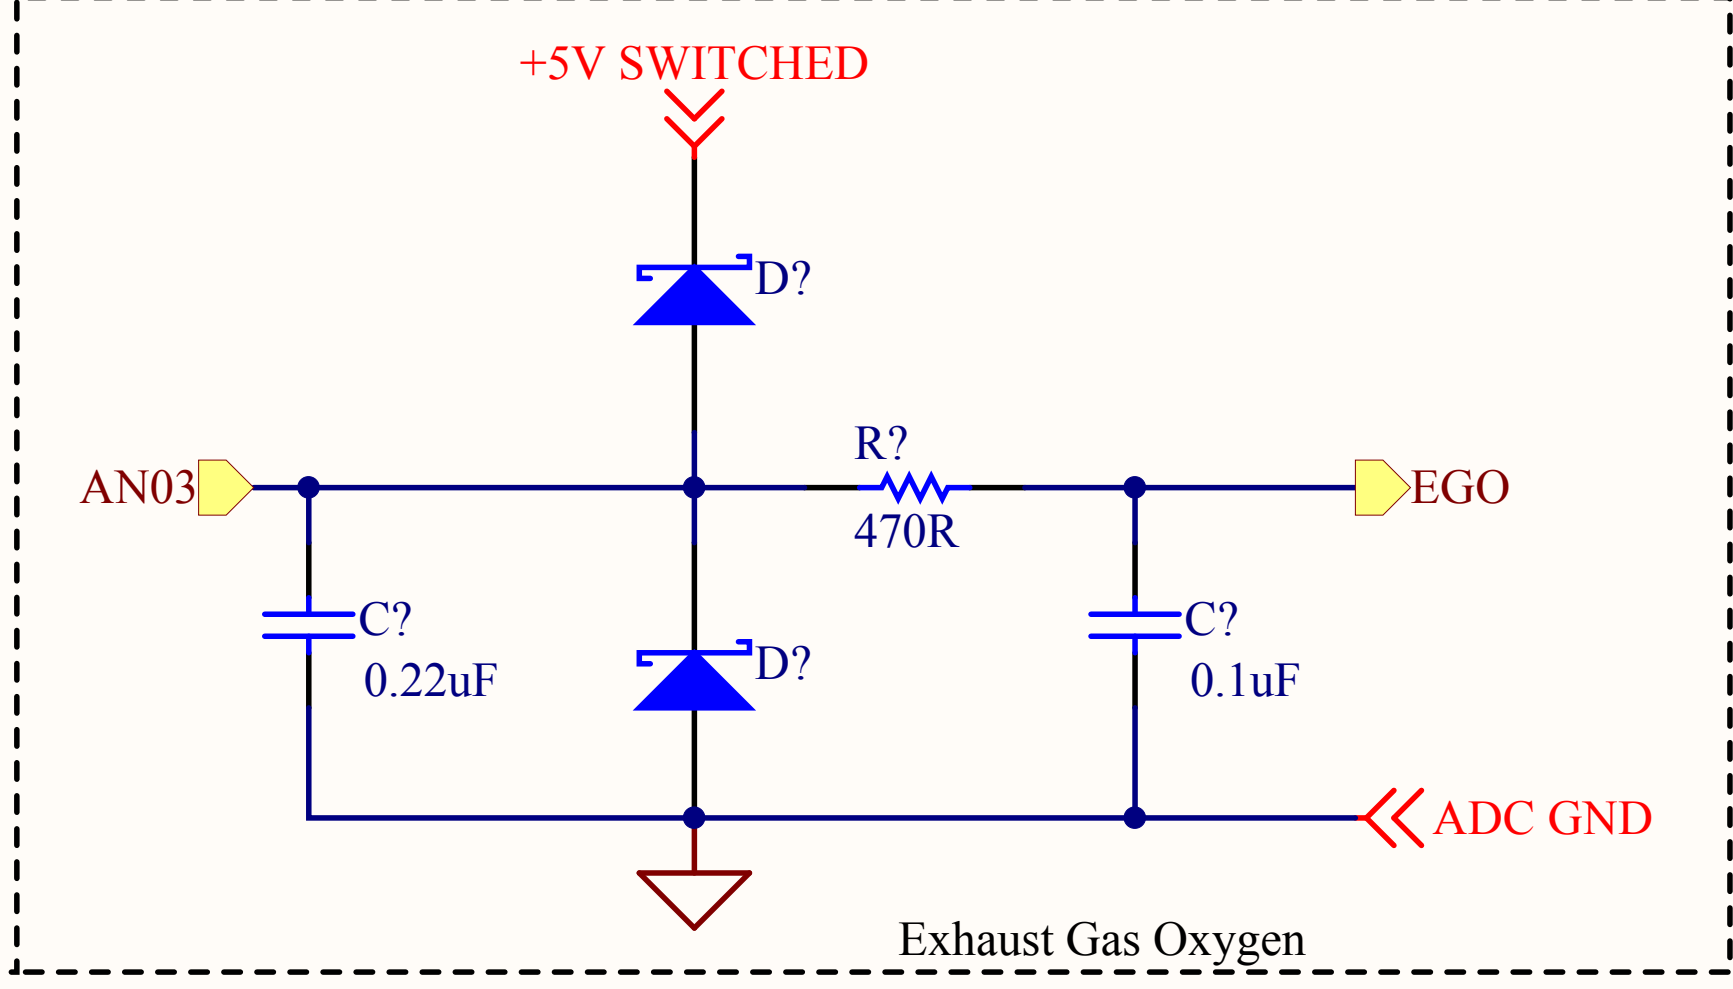 +5V SWITCHED
D?
R?
AN03
EGO
470R
C?
C?
D?
0.22uF
0.1uF
ADC GND
Exhaust Gas Oxygen